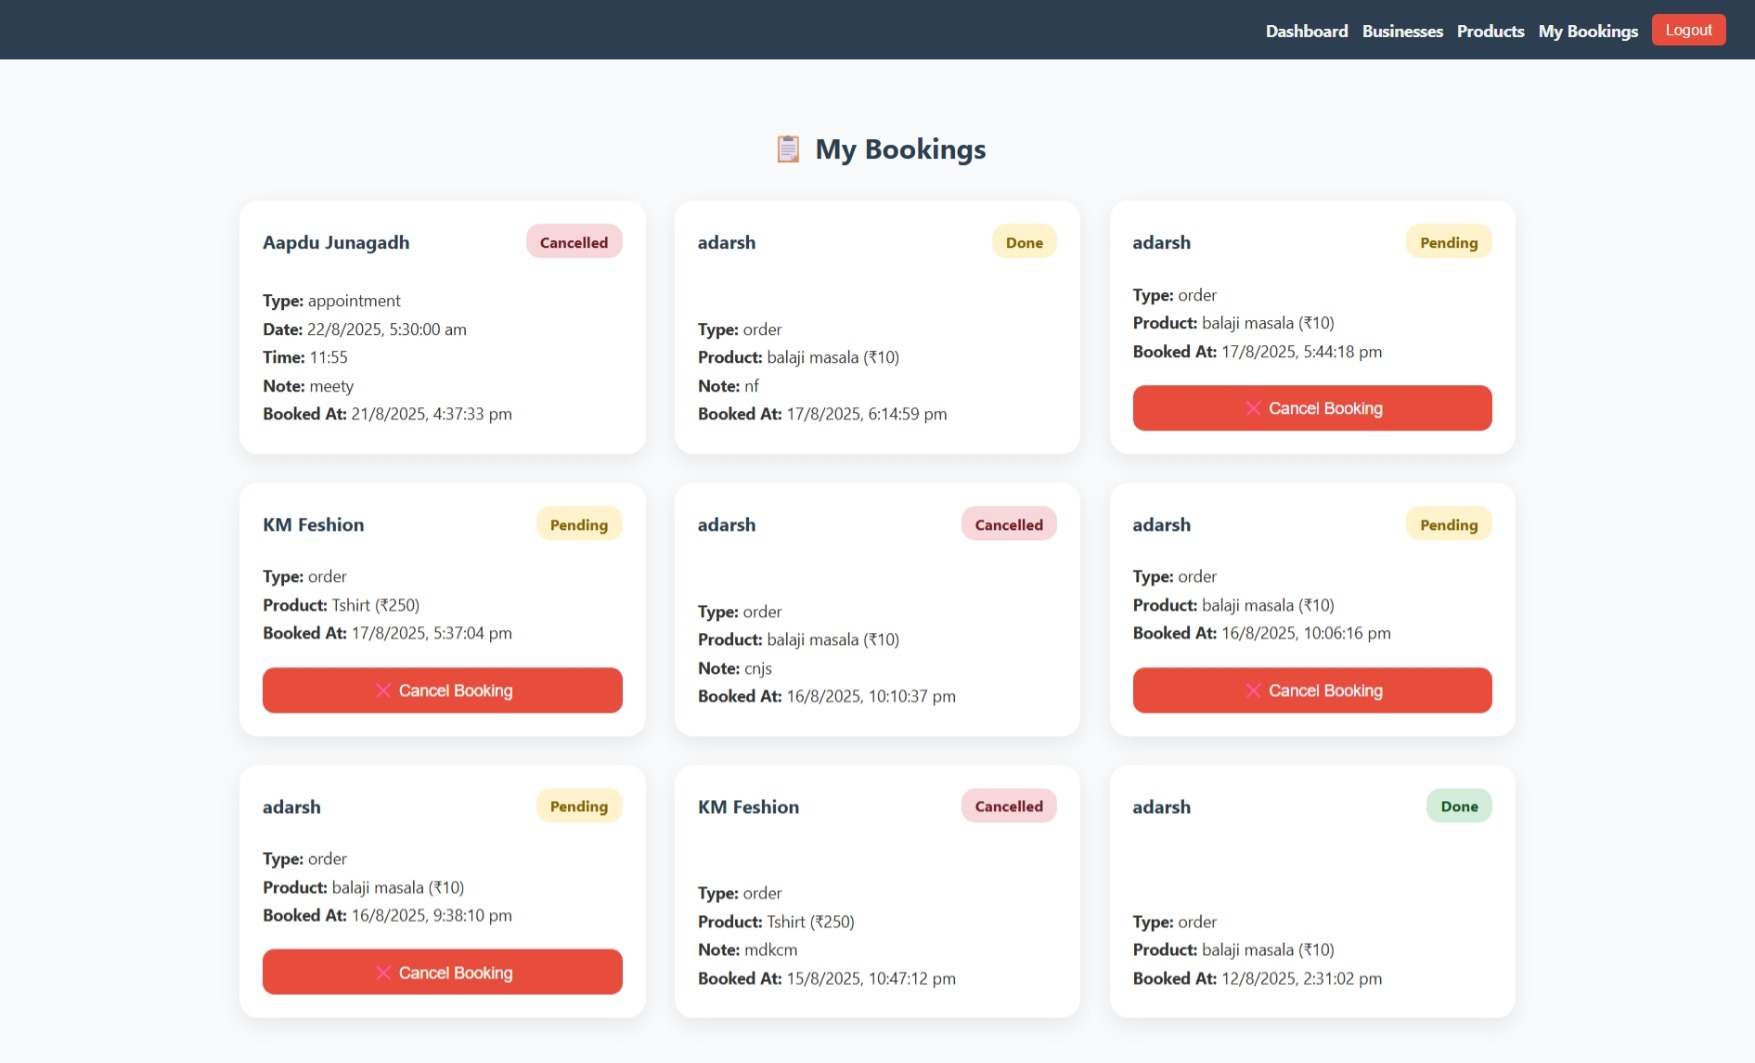 Dashboard Businesses Products My Bookings Logout
My Bookings
Aapdu Junagadh Cancelled
Type: appointment
Date: 22/8/2025, 5:30:00 am
Time: 11:55
Note: meety
Booked At: 21/8/2025, 4:37:33 pm
adarsh Done
Type: order
Product: balaji masala (₹10)
Note: nf
Booked At: 17/8/2025, 6:14:59 pm
adarsh Pending
Type: order
Product: balaji masala (₹10)
Booked At: 17/8/2025, 5:44:18 pm
Cancel Booking
KM Feshion Pending
Type: order
Product: Tshirt (₹250)
Booked At: 17/8/2025, 5:37:04 pm
Cancel Booking
adarsh Cancelled
Type: order
Product: balaji masala (₹10)
Note: cnjs
Booked At: 16/8/2025, 10:10:37 pm
adarsh Pending
Type: order
Product: balaji masala (₹10)
Booked At: 16/8/2025, 10:06:16 pm
Cancel Booking
adarsh Pending
Type: order
Product: balaji masala (₹10)
Booked At: 16/8/2025, 9:38:10 pm
Cancel Booking
KM Feshion Cancelled
Type: order
Product: Tshirt (₹250)
Note: mdkcm
Booked At: 15/8/2025, 10:47:12 pm
adarsh Done
Type: order
Product: balaji masala (₹10)
Booked At: 12/8/2025, 2:31:02 pm